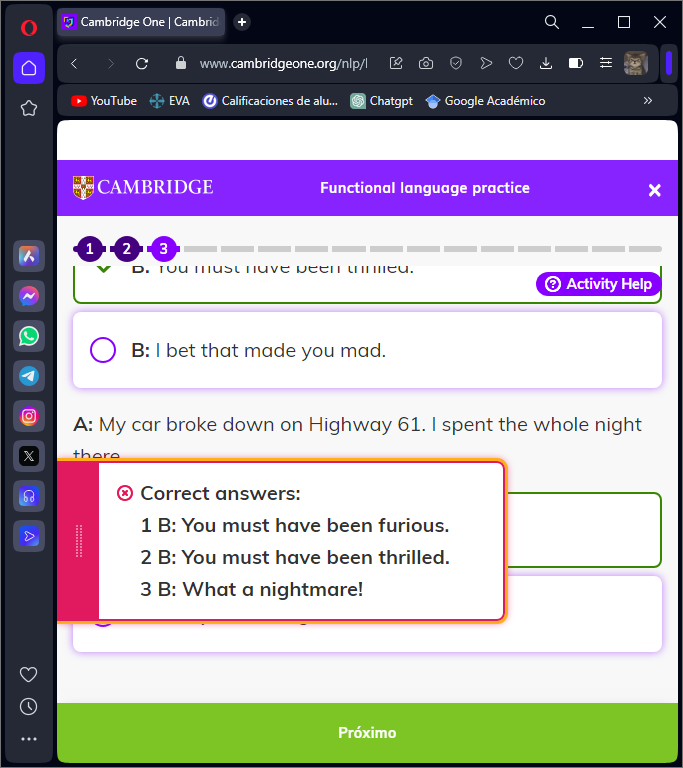 Cambridge One | Cambrid
www.cambridgeone.org/nlp/l
YouTube
EVA
Calificaciones de alu...
Chatgpt
Google Académico
CAMBRIDGE
Functional language practice
1 2 3
B: You must have been thrilled.
Activity Help
B: I bet that made you mad.
A: My car broke down on Highway 61. I spent the whole night
there.
Correct answers:
1 B: You must have been furious.
2 B: You must have been thrilled.
3 B: What a nightmare!
Próximo